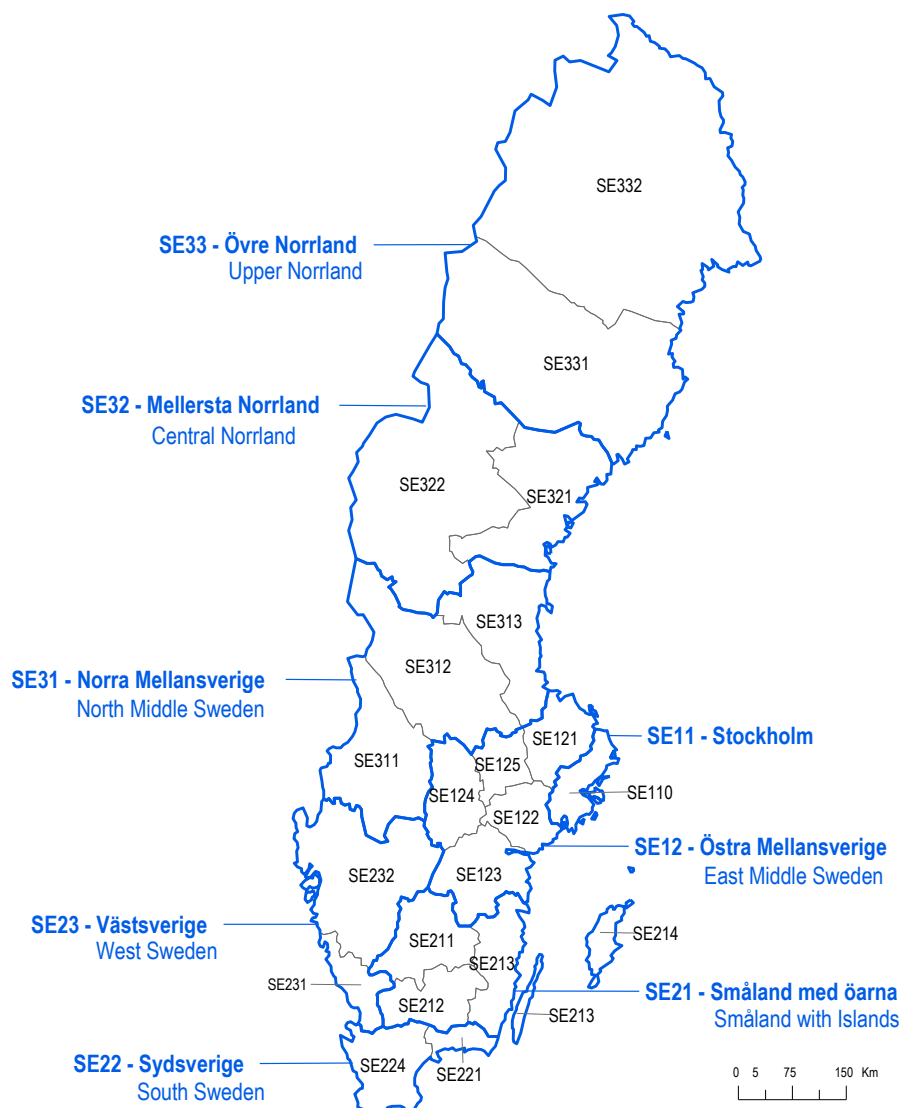 SE332
SE33 - Övre Norrland
Upper Norrland
SE331
SE32 - Mellersta Norrland
Central Norrland
SE322
SE321
SE313
SE312
SE31 - Norra Mellansverige
North Middle Sweden
SE11 - Stockholm
SE121
SE125
SE311
SE124
SE110
SE122
SE12 - Östra Mellansverige
East Middle Sweden
SE123
SE232
SE23 - Västsverige
West Sweden
SE214
SE211
SE213
SE231
SE212
SE21 - Småland med öarna
Småland with Islands
SE213
SE22 - Sydsverige
South Sweden
SE224
SE221
0 5 75 150 Km